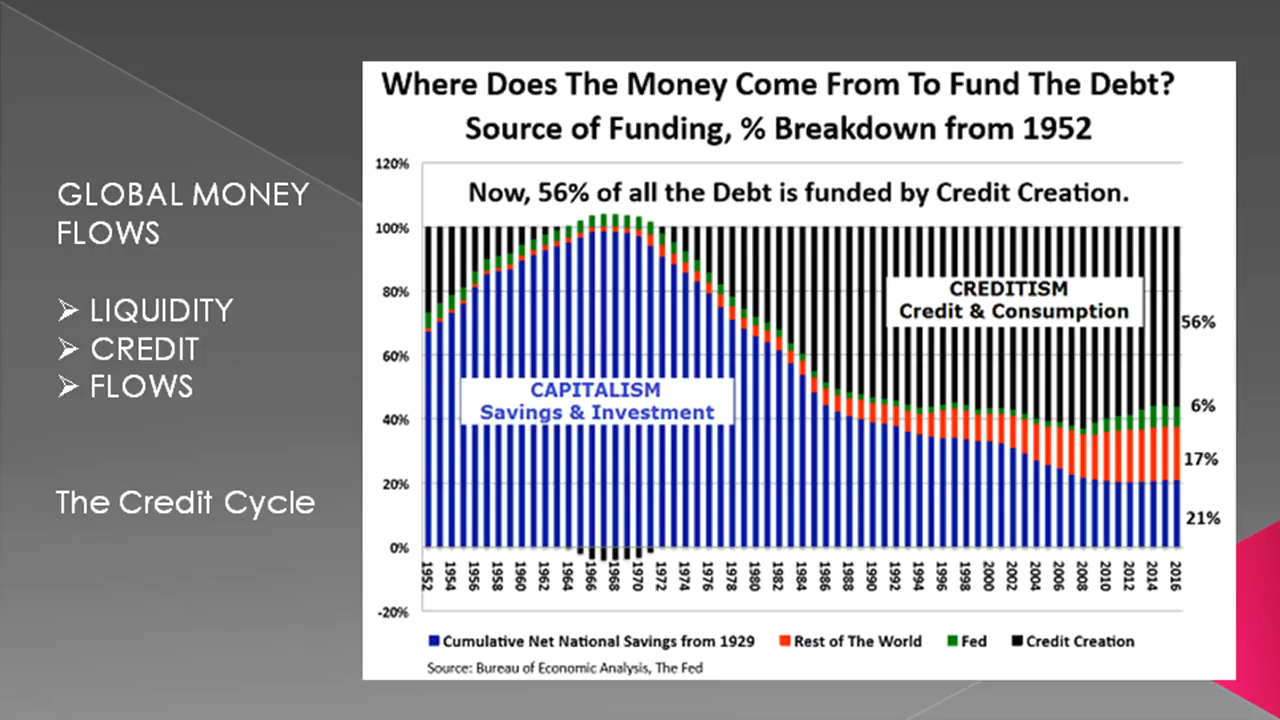 GLOBAL MONEY
FLOWS
➢ LIQUIDITY
➢ CREDIT
➢ FLOWS
The Credit Cycle
Where Does The Money Come From To Fund The Debt?
Source of Funding, % Breakdown from 1952
120%
100%
80%
60%
40%
20%
0%
-20%
Now, 56% of all the Debt is funded by Credit Creation.
CREDITISM
Credit & Consumption
CAPITALISM
Savings & Investment
56%
6%
17%
21%
1952 1954 1956 1958 1960 1962 1964 1966 1968 1970 1972 1974 1976 1978 1980 1982 1984 1986 1988 1990 1992 1994 1996 1998 2000 2002 2004 2006 2008 2010 2012 2014 2016
Cumulative Net National Savings from 1929 Rest of The World Fed Credit Creation
Source: Bureau of Economic Analysis, The Fed